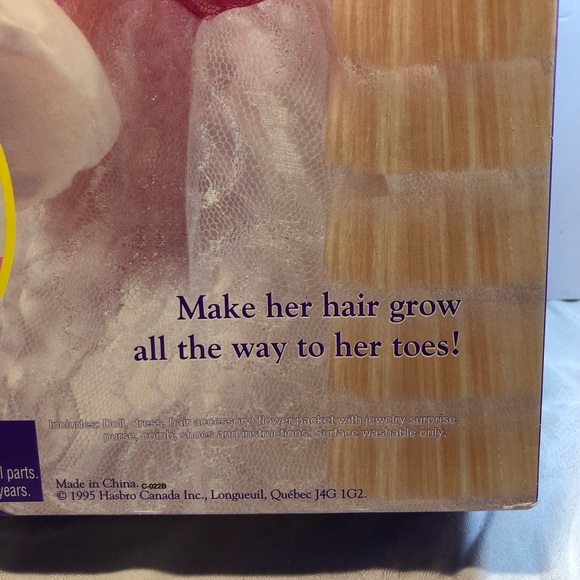 Make her hair grow
all the way to her toes!
Includes: Doll, dress, hair accessory, flower packet with jewelry surprise,
purse, comb, shoes and instructions. Surface washable only.
parts.
years.
Made in China. C-022B
© 1995 Hasbro Canada Inc., Longueuil, Québec J4G 1G2.